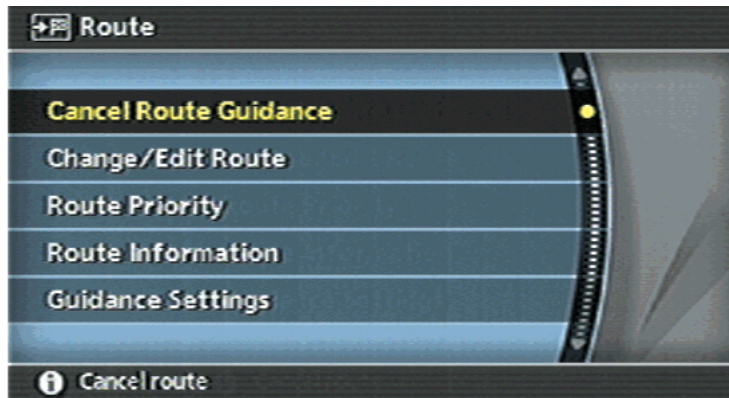 Route
Cancel Route Guidance
Change/Edit Route
Route Priority
Route Information
Guidance Settings
Cancel route